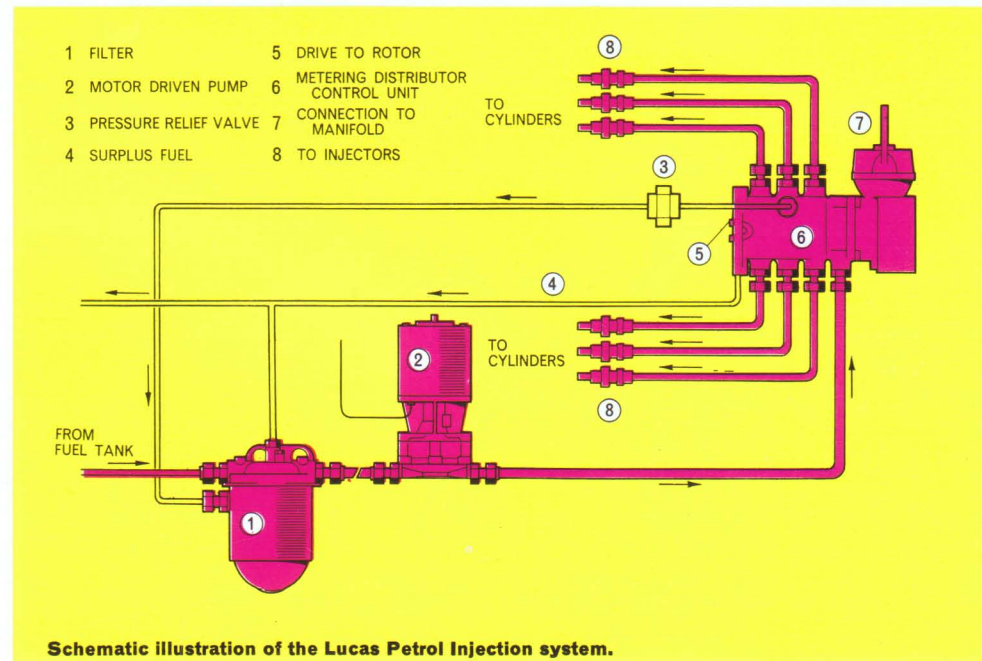 1 FILTER
2 MOTOR DRIVEN PUMP
3 PRESSURE RELIEF VALVE
4 SURPLUS FUEL
5 DRIVE TO ROTOR
6 METERING DISTRIBUTOR
CONTROL UNIT
7 CONNECTION TO
MANIFOLD
8 TO INJECTORS
8
TO
CYLINDERS
7
3
6
5
4
2
TO
CYLINDERS
8
FROM
FUEL TANK
1
Schematic illustration of the Lucas Petrol Injection system.